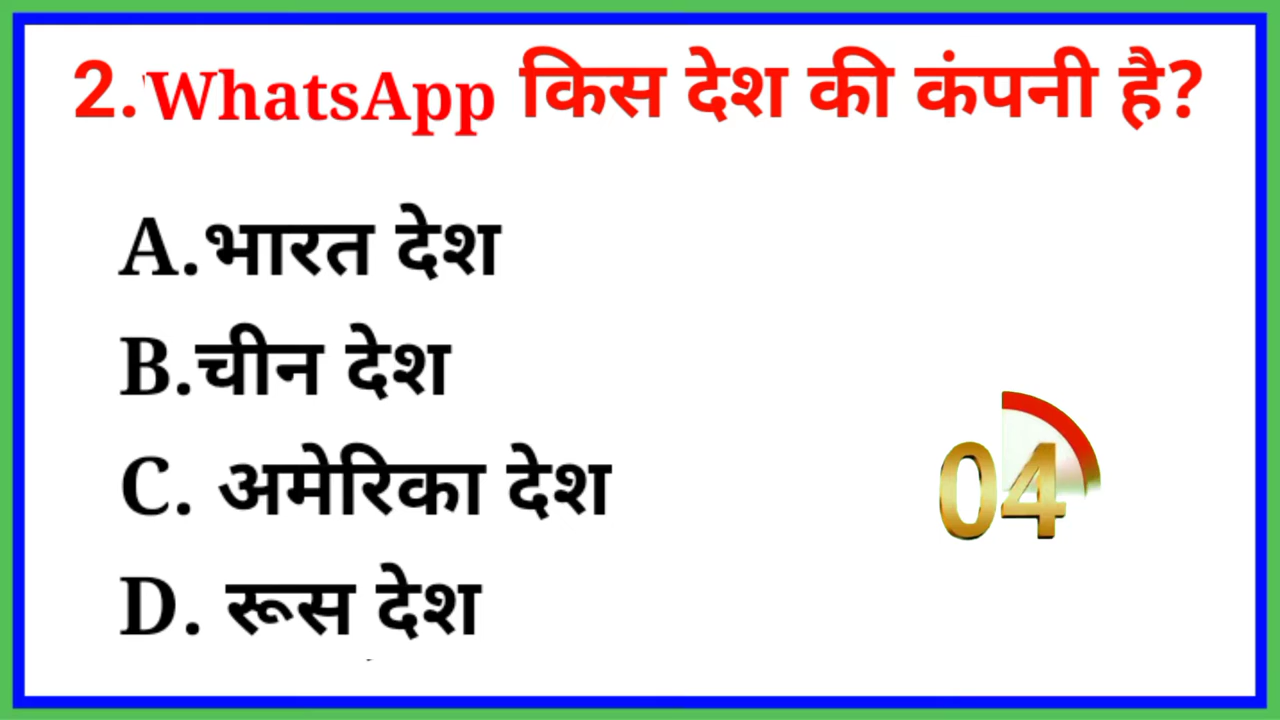 2. WhatsApp किस देश की कंपनी है?
A.भारत देश
B.चीन देश
C. अमेरिका देश
04
D. रूस देश